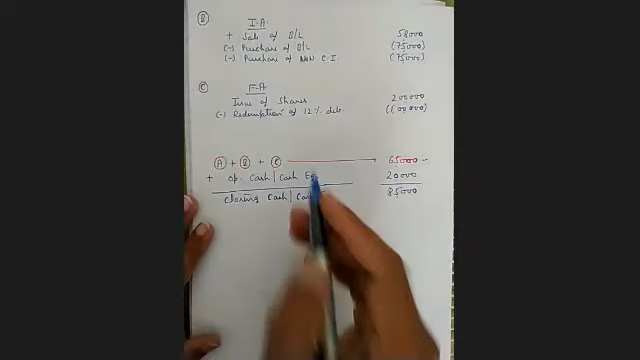 Ⓑ I.A
+ Sale of B/L 58000
(-) Purchase of B/L (75000)
(-) Purchase of Non C.I. (75000)
Ⓒ F.A
Issue of Shares 200000
(-) Redemption of 12% deb. (100000)
Ⓐ + Ⓑ + Ⓒ → 65000
+ op. Cash | Cash Eq 20000
Closing Cash | Cash 85000